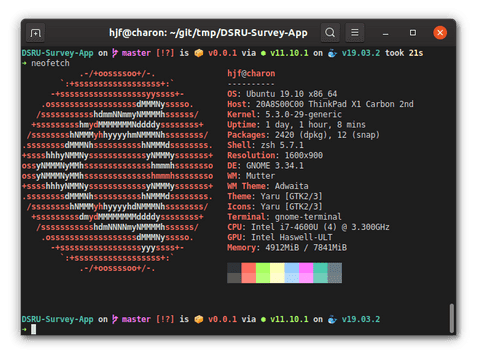 hjf@charon: ~/git/tmp/DSRU-Survey-App
DSRU-Survey-App on master [!?] is v0.0.1 via v11.10.1 on v19.03.2 took 21s
➜ neofetch
hjf@charon
----------
OS: Ubuntu 19.10 x86_64
Host: 20A8S00C00 ThinkPad X1 Carbon 2nd
Kernel: 5.3.0-29-generic
Uptime: 1 day, 1 hour, 8 mins
Packages: 2420 (dpkg), 12 (snap)
Shell: zsh 5.7.1
Resolution: 1600x900
DE: GNOME 3.34.1
WM: Mutter
WM Theme: Adwaita
Theme: Yaru [GTK2/3]
Icons: Yaru [GTK2/3]
Terminal: gnome-terminal
CPU: Intel i7-4600U (4) @ 3.300GHz
GPU: Intel Haswell-ULT
Memory: 4912MiB / 7841MiB
DSRU-Survey-App on master [!?] is v0.0.1 via v11.10.1 on v19.03.2
➜